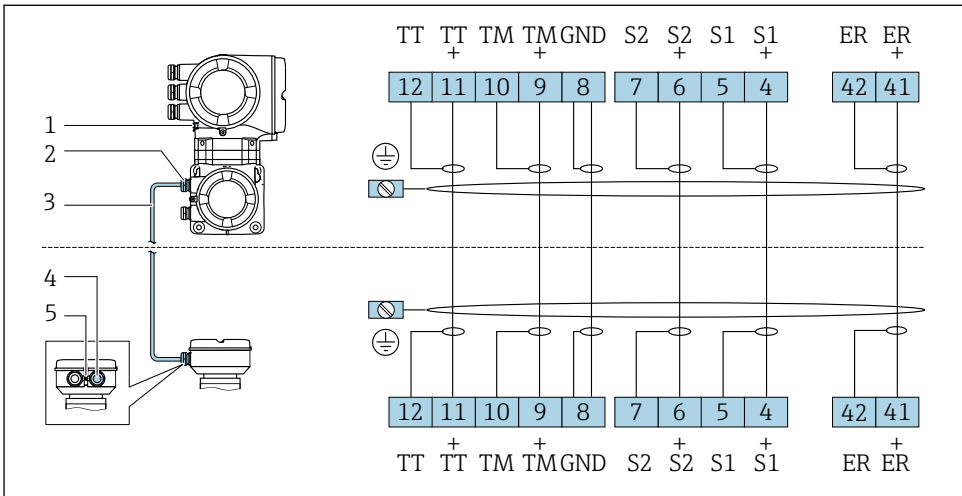 TT TT TM TM GND S2 S2 S1 S1 ER ER
+ + + + +
12 11 10 9 8 7 6 5 4 42 41
1
2
3
4
5
12 11 10 9 8 7 6 5 4 42 41
+ + + + +
TT TT TM TM GND S2 S2 S1 S1 ER ER